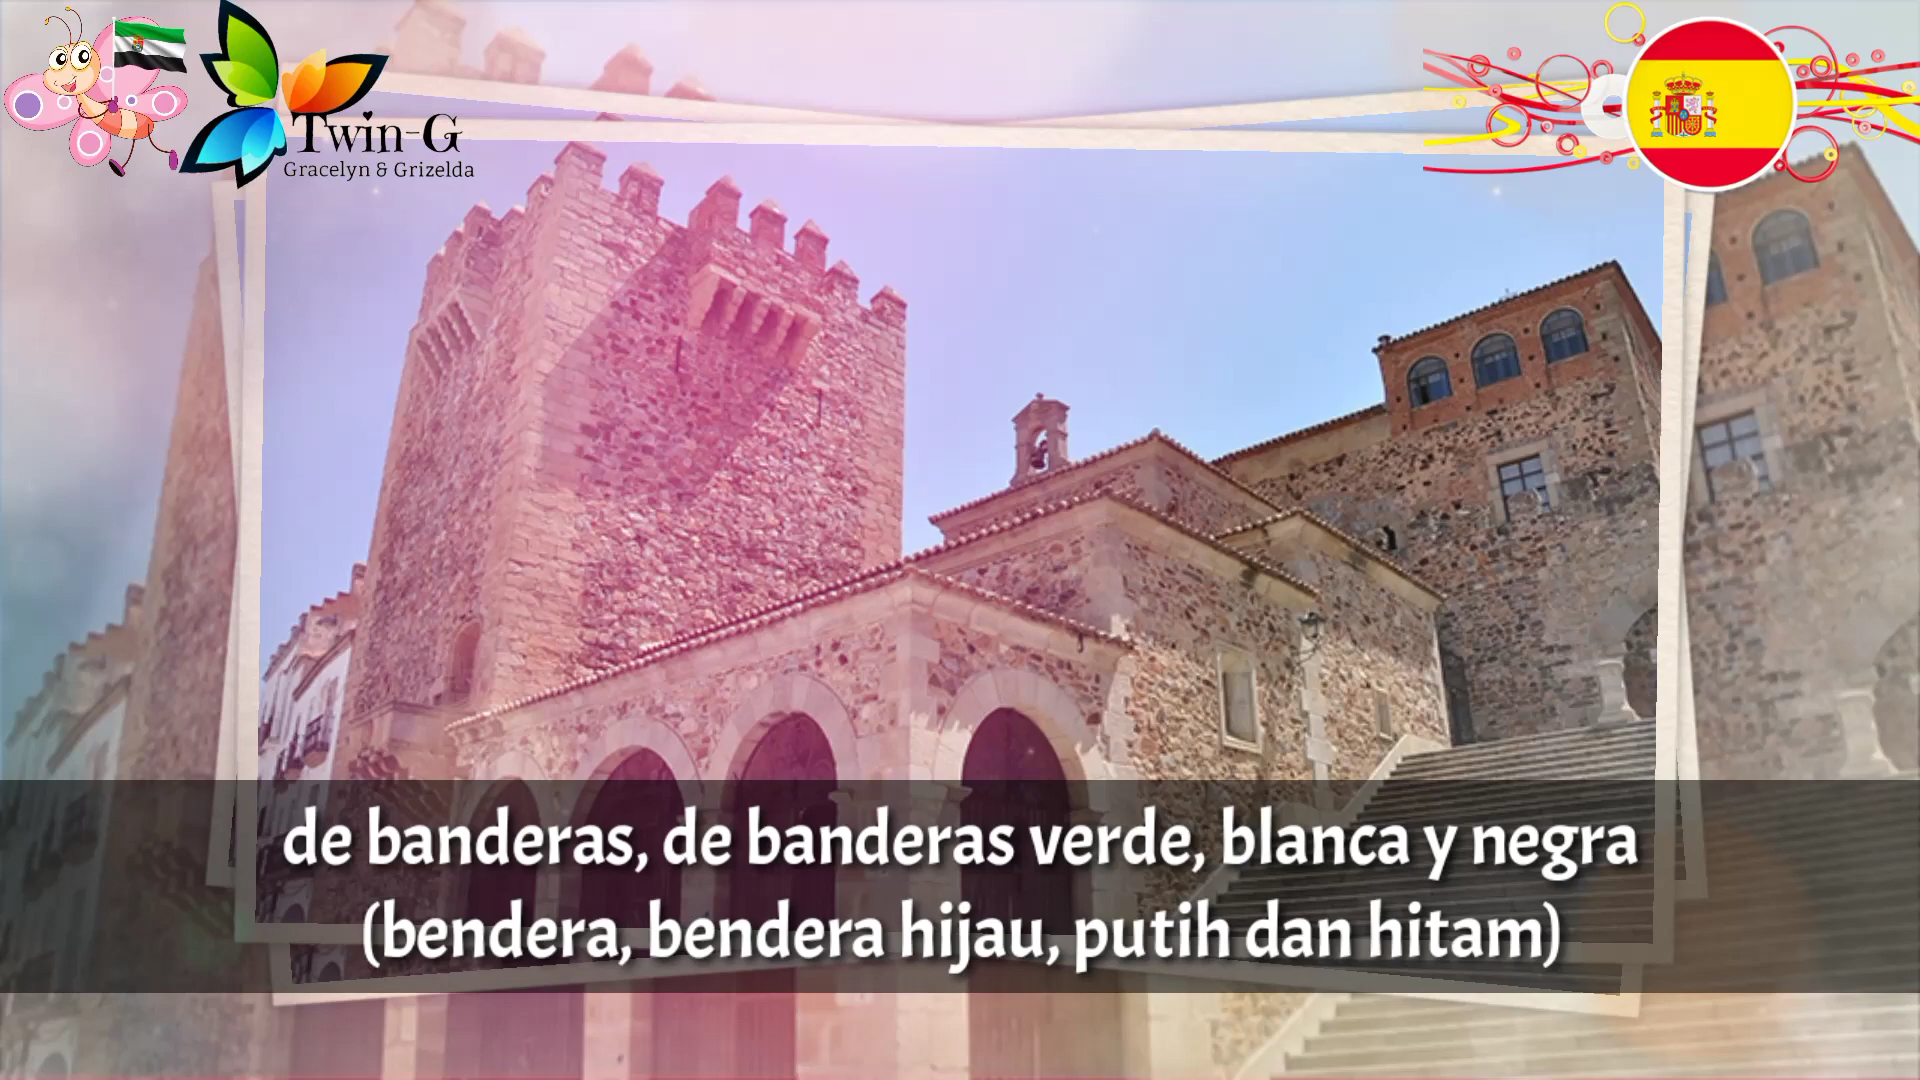 Twin-G
Gracelyn & Grizelda
de banderas, de banderas verde, blanca y negra
(bendera, bendera hijau, putih dan hitam)